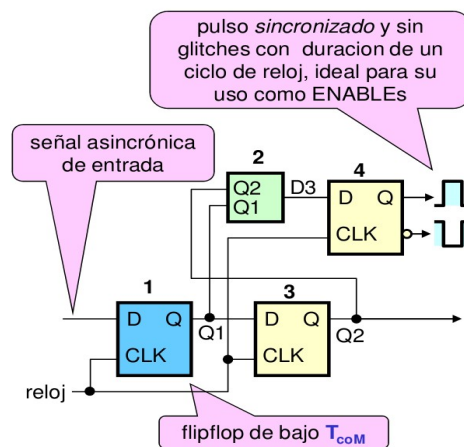 pulso sincronizado y sin
glitches con duracion de un
ciclo de reloj, ideal para su
uso como ENABLEs
señal asincrónica
de entrada
2
4
Q2
Q1
D3
D Q
CLK
1
3
D Q
CLK
Q1
D Q
CLK
Q2
reloj
flipflop de bajo TcoM